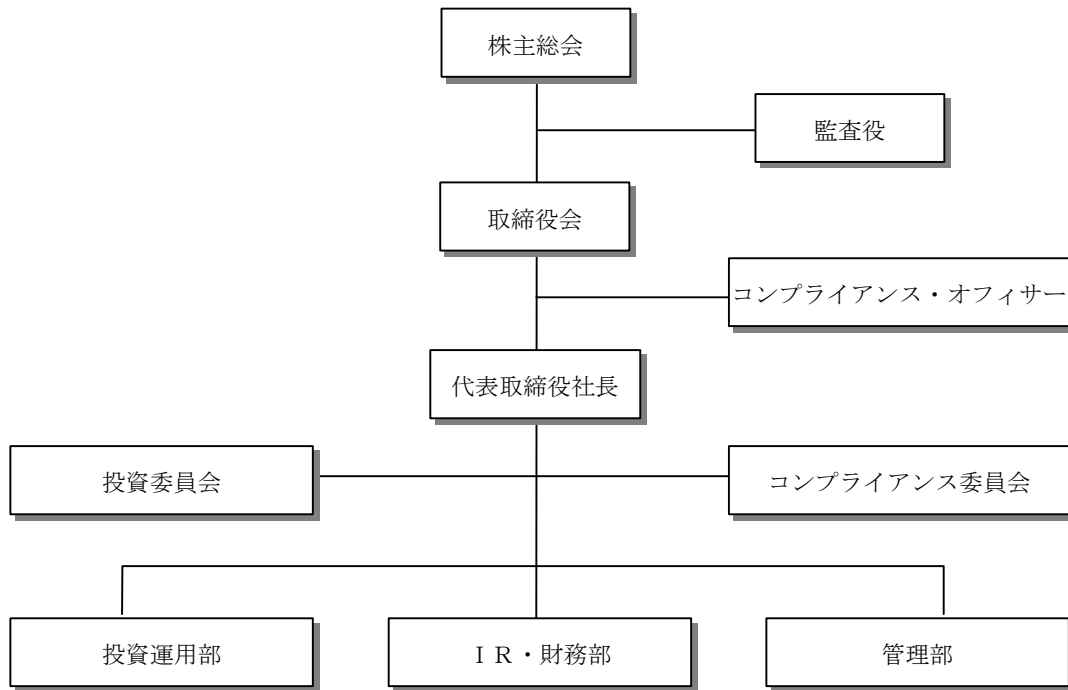 株主総会
監査役
取締役会
コンプライアンス・オフィサー
代表取締役社長
投資委員会
コンプライアンス委員会
投資運用部
ＩＲ・財務部
管理部